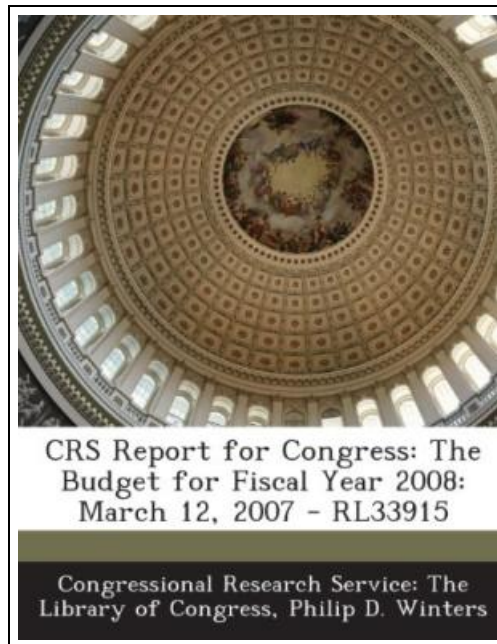 CRS Report for Congress: The
Budget for Fiscal Year 2008:
March 12, 2007 - RL33915
Congressional Research Service: The
Library of Congress, Philip D. Winters